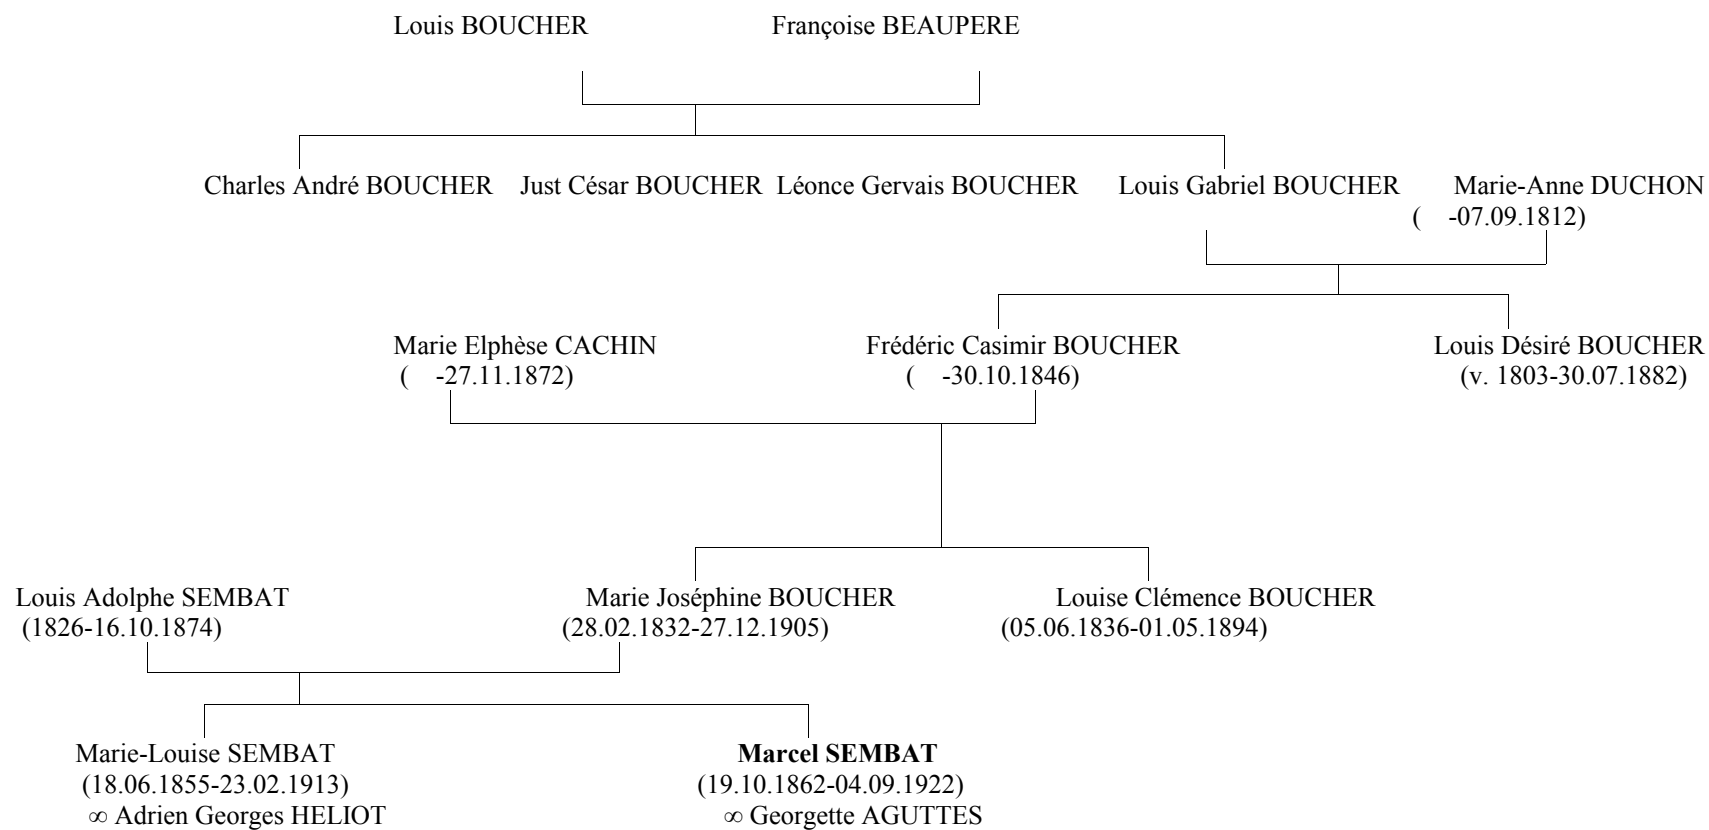 Louis BOUCHER Françoise BEAUPERE
Charles André BOUCHER Just César BOUCHER Léonce Gervais BOUCHER Louis Gabriel BOUCHER Marie-Anne DUCHON
( -07.09.1812)
Marie Elphèse CACHIN Frédéric Casimir BOUCHER Louis Désiré BOUCHER
( -27.11.1872) ( -30.10.1846) (v. 1803-30.07.1882)
Louis Adolphe SEMBAT Marie Joséphine BOUCHER Louise Clémence BOUCHER
(1826-16.10.1874) (28.02.1832-27.12.1905) (05.06.1836-01.05.1894)
Marie-Louise SEMBAT Marcel SEMBAT
(18.06.1855-23.02.1913) (19.10.1862-04.09.1922)
∞ Adrien Georges HELIOT ∞ Georgette AGUTTES